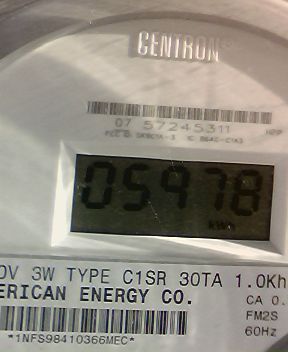 CENTRON
07 57245311
05978
kWh
0V 3W TYPE C1SR 30TA 1.0Kh
ERICAN ENERGY CO.
CA 0.
FM2S
60Hz
*1NFS98410366MEC*